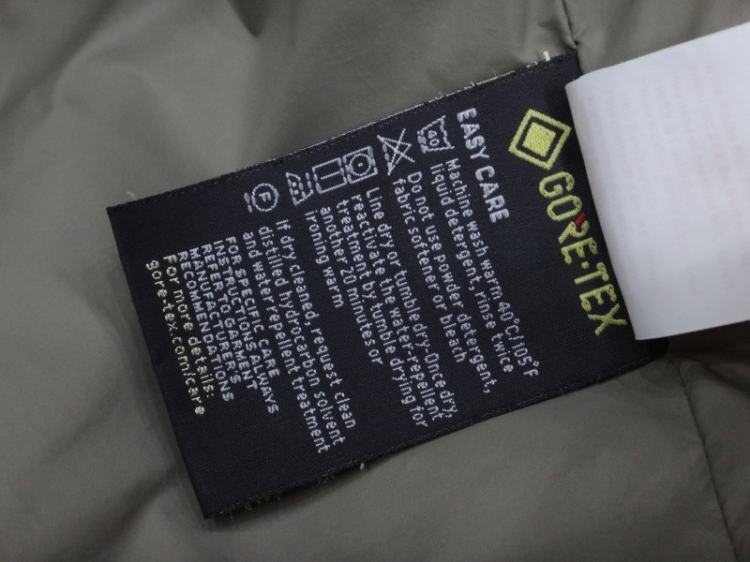 GORE-TEX
EASY CARE
40
Machine wash warm 40°C/105°F
liquid detergent, rinse twice
Do not use powder detergent,
fabric softener or bleach
Line dry or tumble dry-Once dry,
reactivate the water-repellent
treatment by tumble drying for
another 20 minutes or
ironing warm
F
If dry cleaned, request clean
distilled hydrocarbon solvent
and water repellent treatment
FOR SPECIFIC CARE
INSTRUCTIONS ALWAYS
REFER TO GARMENT
MANUFACTURER'S
RECOMMENDATIONS
For more details:
gore-tex.com/care